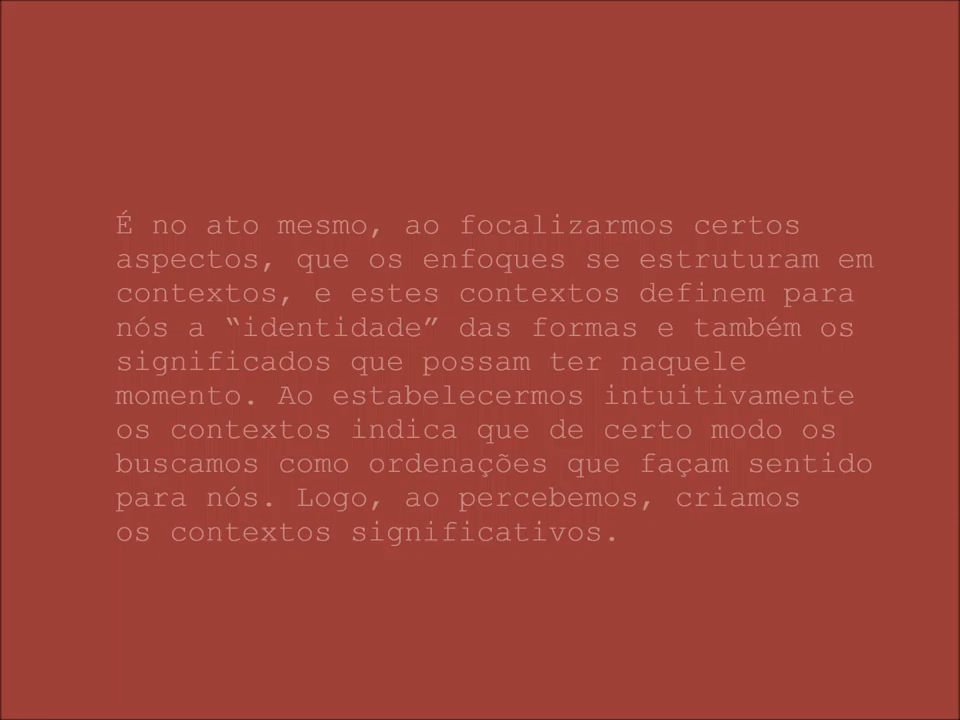 É no ato mesmo, ao focalizarmos certos
aspectos, que os enfoques se estruturam em
contextos, e estes contextos definem para
nós a “identidade” das formas e também os
significados que possam ter naquele
momento. Ao estabelecermos intuitivamente
os contextos indica que de certo modo os
buscamos como ordenações que façam sentido
para nós. Logo, ao percebemos, criamos
os contextos significativos.